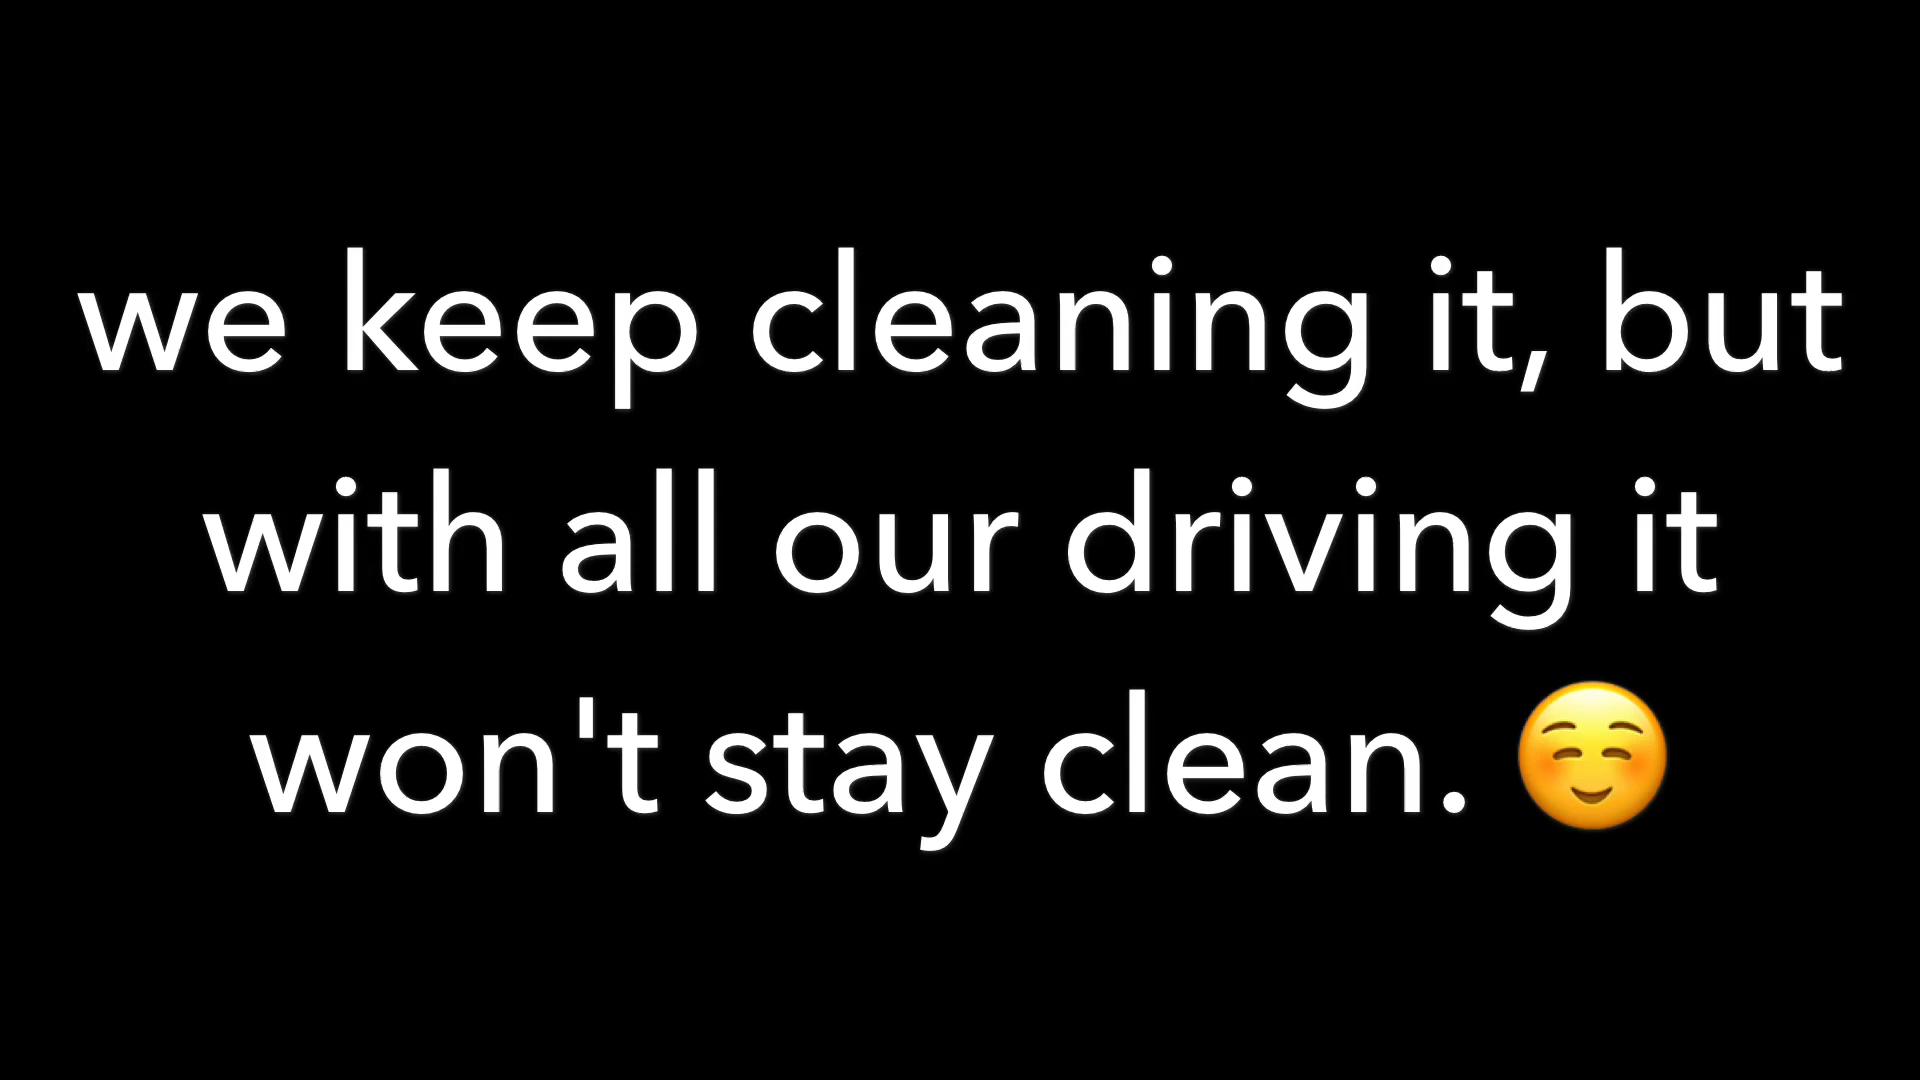 we keep cleaning it, but
with all our driving it
won't stay clean. ☺️